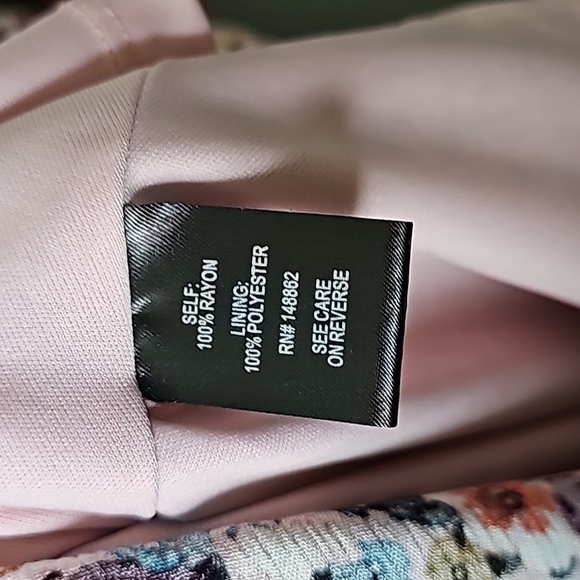 SELF:
100% RAYON
LINING:
100% POLYESTER
RN# 148862
SEE CARE
ON REVERSE